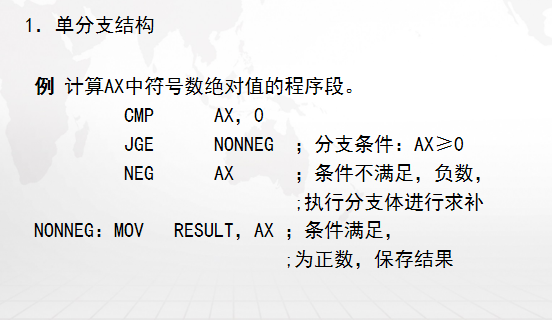 1．单分支结构
例 计算AX中符号数绝对值的程序段。
CMP AX，0
JGE NONNEG ；分支条件：AX≥0
NEG AX ；条件不满足，负数，
;执行分支体进行求补
NONNEG：MOV RESULT，AX ；条件满足，
;为正数，保存结果